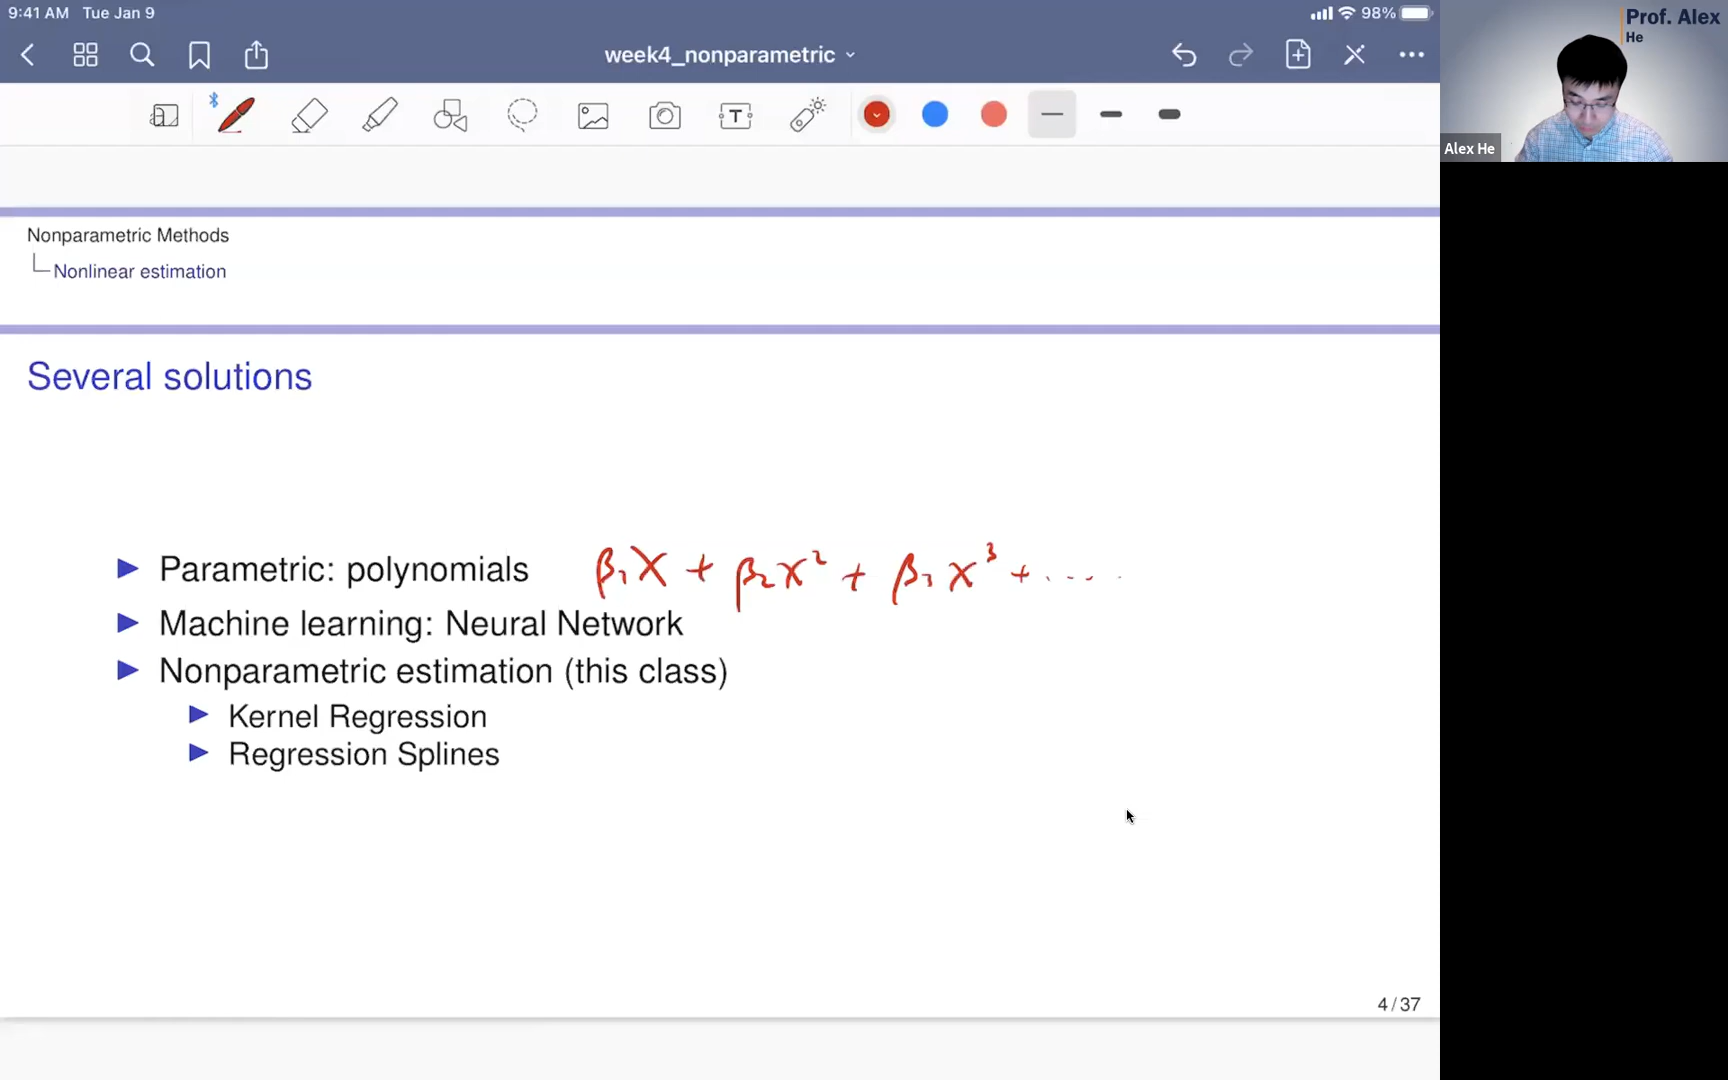 9:41 AM Tue Jan 9
98%
week4_nonparametric
T
Prof. Alex
He
Alex He
Nonparametric Methods
Nonlinear estimation
Several solutions
Parametric: polynomials β₁X + β₂x² + β₃x³ + .....
Machine learning: Neural Network
Nonparametric estimation (this class)
Kernel Regression
Regression Splines
4 / 37